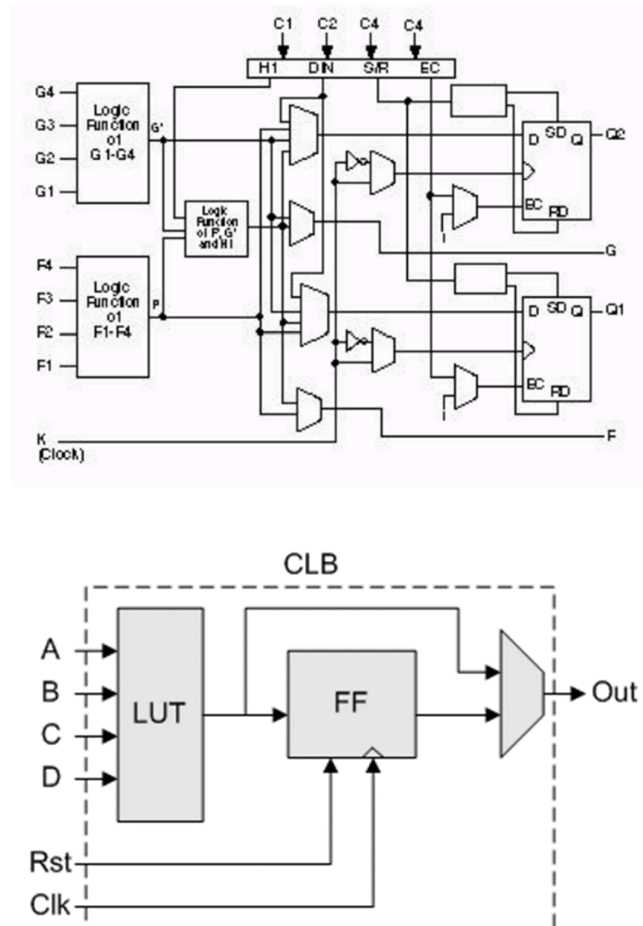 C1 C2 C4 C4
H1 DIN S/R EC
G4
G3
G2
G1
Logic
Function
of
G1-G4
G'
SD
D Q
Q2
EC
RD
Logic
Function
of F', G'
and H1
G
F4
F3
F2
F1
Logic
Function
of
F1-F4
F'
SD
D Q
Q1
EC
RD
K
(Clock)
F
CLB
A
B
C
D
LUT
FF
Out
Rst
Clk